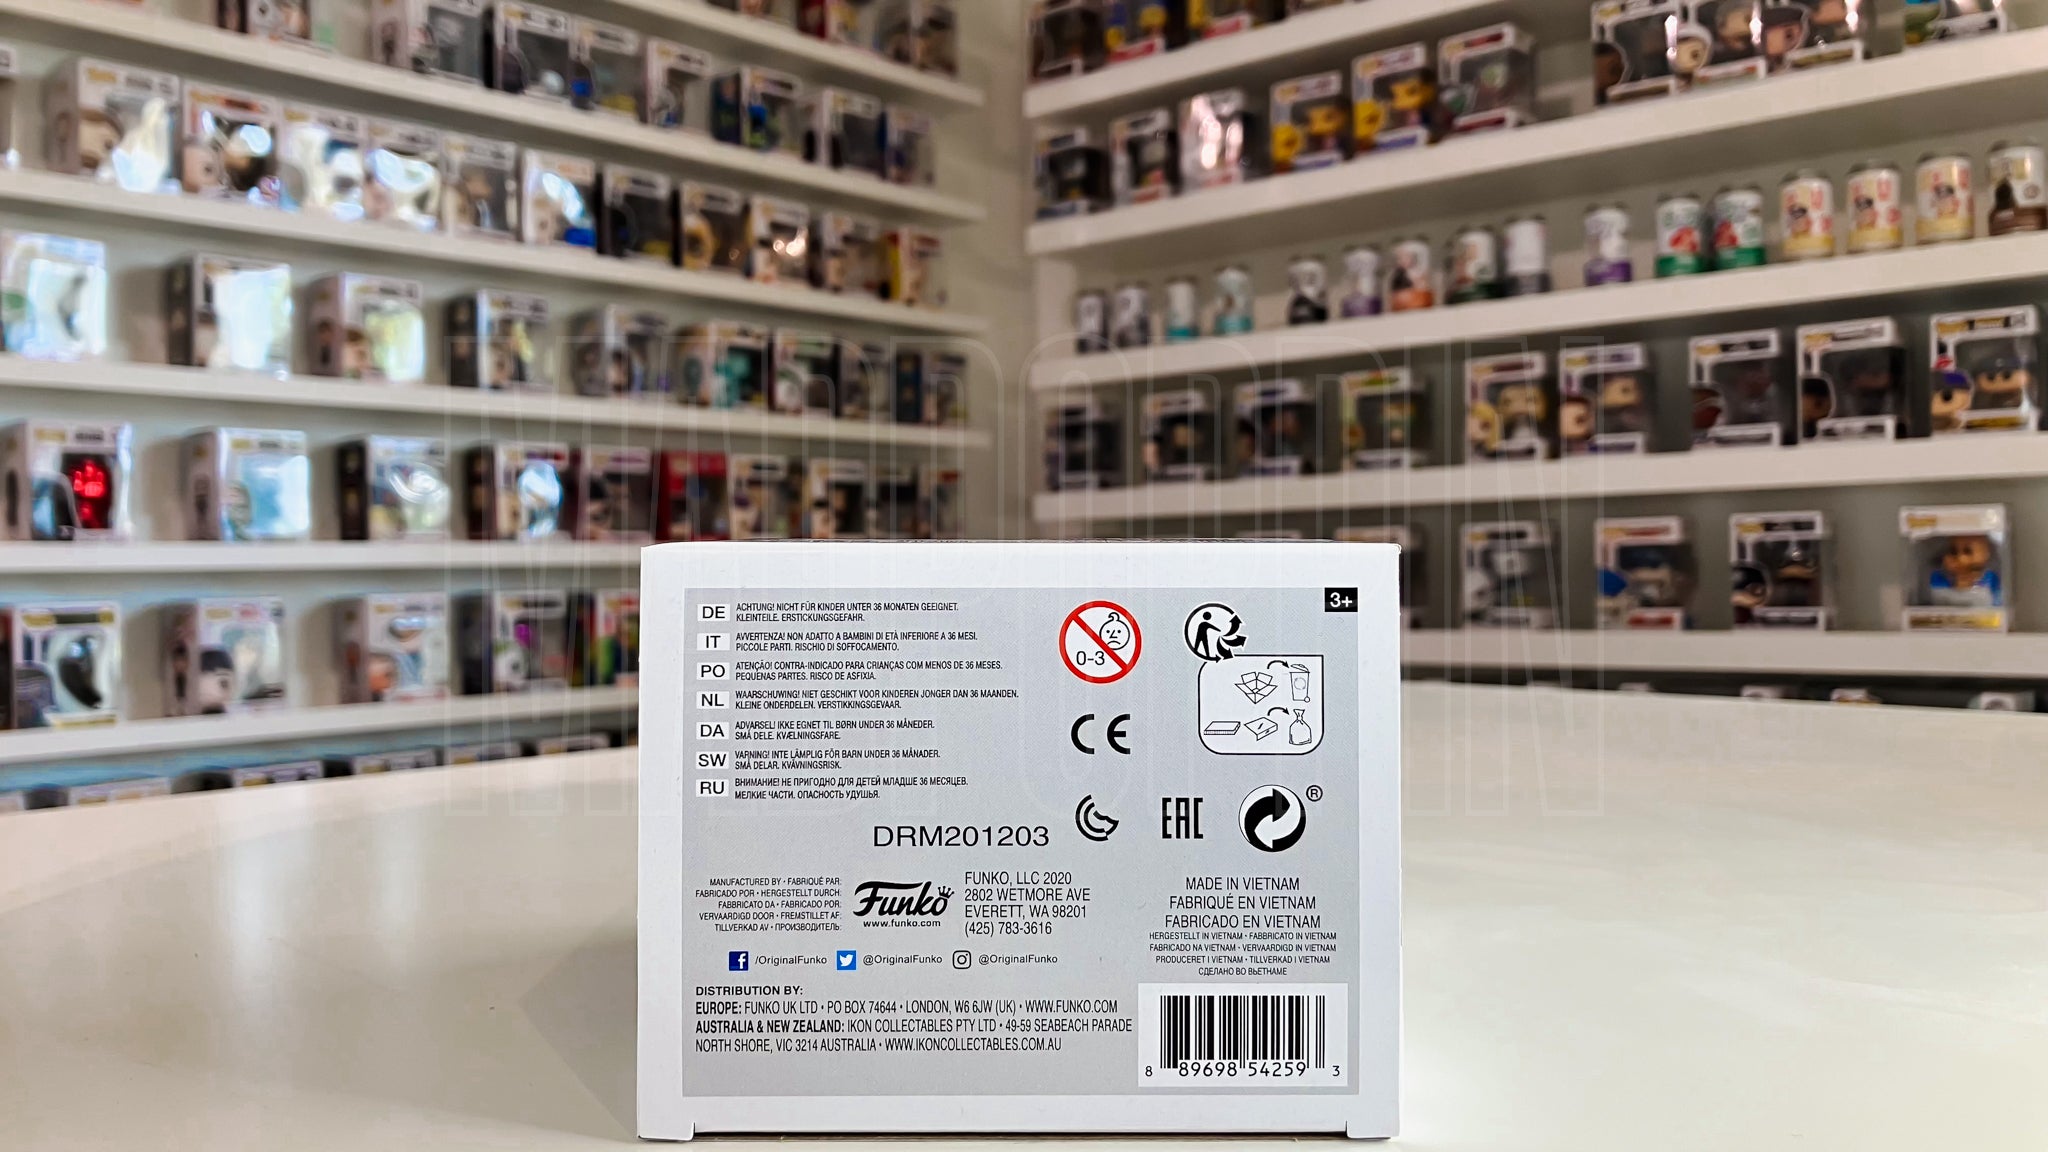 MADPOPPIN
3+
DE ACHTUNG! NICHT FÜR KINDER UNTER 36 MONATEN GEEIGNET.
KLEINTEILE. ERSTICKUNGSGEFAHR.
IT AVVERTENZA! NON ADATTO A BAMBINI DI ETÀ INFERIORE A 36 MESI.
PICCOLE PARTI. RISCHIO DI SOFFOCAMENTO.
PO ATENÇÃO! CONTRA-INDICADO PARA CRIANÇAS COM MENOS DE 36 MESES.
PEQUENAS PARTES. RISCO DE ASFIXIA.
NL WAARSCHUWING! NIET GESCHIKT VOOR KINDEREN JONGER DAN 36 MAANDEN.
KLEINE ONDERDELEN. VERSTIKKINGSGEVAAR.
DA ADVARSEL! IKKE EGNET TIL BØRN UNDER 36 MÅNEDER.
SMÅ DELE. KVÆLNINGSFARE.
SW VARNING! INTE LÄMPLIG FÖR BARN UNDER 36 MÅNADER.
SMÅ DELAR. KVÄVNINGSRISK.
RU ВНИМАНИЕ! НЕ ПРИГОДНО ДЛЯ ДЕТЕЙ МЛАДШЕ 36 МЕСЯЦЕВ.
МЕЛКИЕ ЧАСТИ. ОПАСНОСТЬ УДУШЬЯ.
0-3
CE
EAC
®
DRM201203
MANUFACTURED BY • FABRIQUÉ PAR:
FABRICADO POR • HERGESTELLT DURCH:
FABBRICATO DA • FABRICADO POR:
VERVAARDIGD DOOR • FREMSTILLET AF:
TILLVERKAD AV • ПРОИЗВОДИТЕЛЬ:
Funko
www.funko.com
FUNKO, LLC 2020
2802 WETMORE AVE
EVERETT, WA 98201
(425) 783-3616
MADE IN VIETNAM
FABRIQUÉ EN VIETNAM
FABRICADO EN VIETNAM
HERGESTELLT IN VIETNAM • FABBRICATO IN VIETNAM
FABRICADO NA VIETNAM • VERVAARDIGD IN VIETNAM
PRODUCERET I VIETNAM • TILLVERKAD I VIETNAM
СДЕЛАНО ВО ВЬЕТНАМЕ
/OriginalFunko @OriginalFunko @OriginalFunko
DISTRIBUTION BY:
EUROPE: FUNKO UK LTD • PO BOX 74644 • LONDON, W6 6JW (UK) • WWW.FUNKO.COM
AUSTRALIA & NEW ZEALAND: IKON COLLECTABLES PTY LTD • 49-59 SEABEACH PARADE
NORTH SHORE, VIC 3214 AUSTRALIA • WWW.IKONCOLLECTABLES.COM.AU
8 89698 54259 3